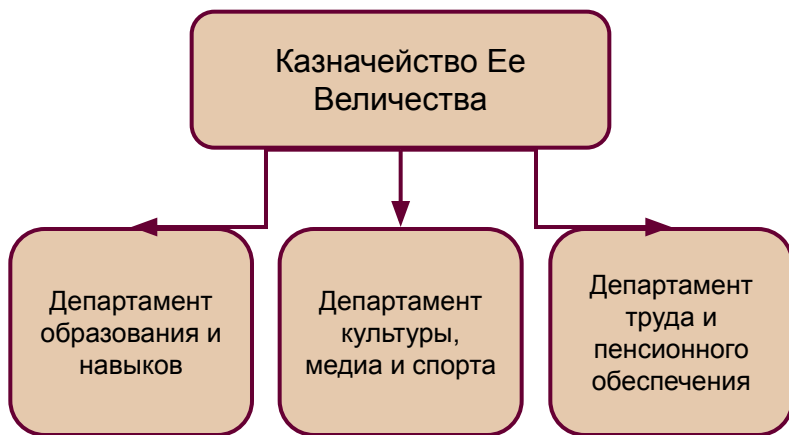 Казначейство Ее
Величества
Департамент
образования и
навыков
Департамент
культуры,
медиа и спорта
Департамент
труда и
пенсионного
обеспечения